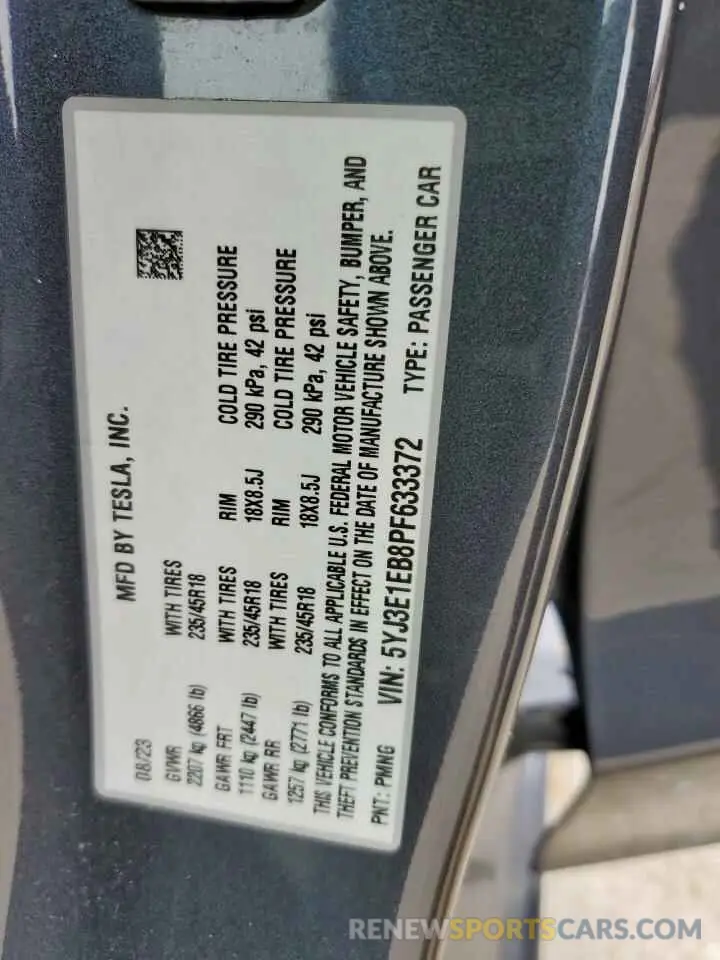 MFD BY TESLA, INC.
08/23
GVWR WITH TIRES
2207 kg (4866 lb) 235/45R18
GAWR FRT WITH TIRES RIM COLD TIRE PRESSURE
1110 kg (2447 lb) 235/45R18 18X8.5J 290 kPa, 42 psi
GAWR RR WITH TIRES RIM COLD TIRE PRESSURE
1257 kg (2771 lb) 235/45R18 18X8.5J 290 kPa, 42 psi
THIS VEHICLE CONFORMS TO ALL APPLICABLE U.S. FEDERAL MOTOR VEHICLE SAFETY, BUMPER, AND
THEFT PREVENTION STANDARDS IN EFFECT ON THE DATE OF MANUFACTURE SHOWN ABOVE.
PNT: PMNG VIN: 5YJ3E1EB8PF633372 TYPE: PASSENGER CAR
RENEWSPORTSCARS.COM